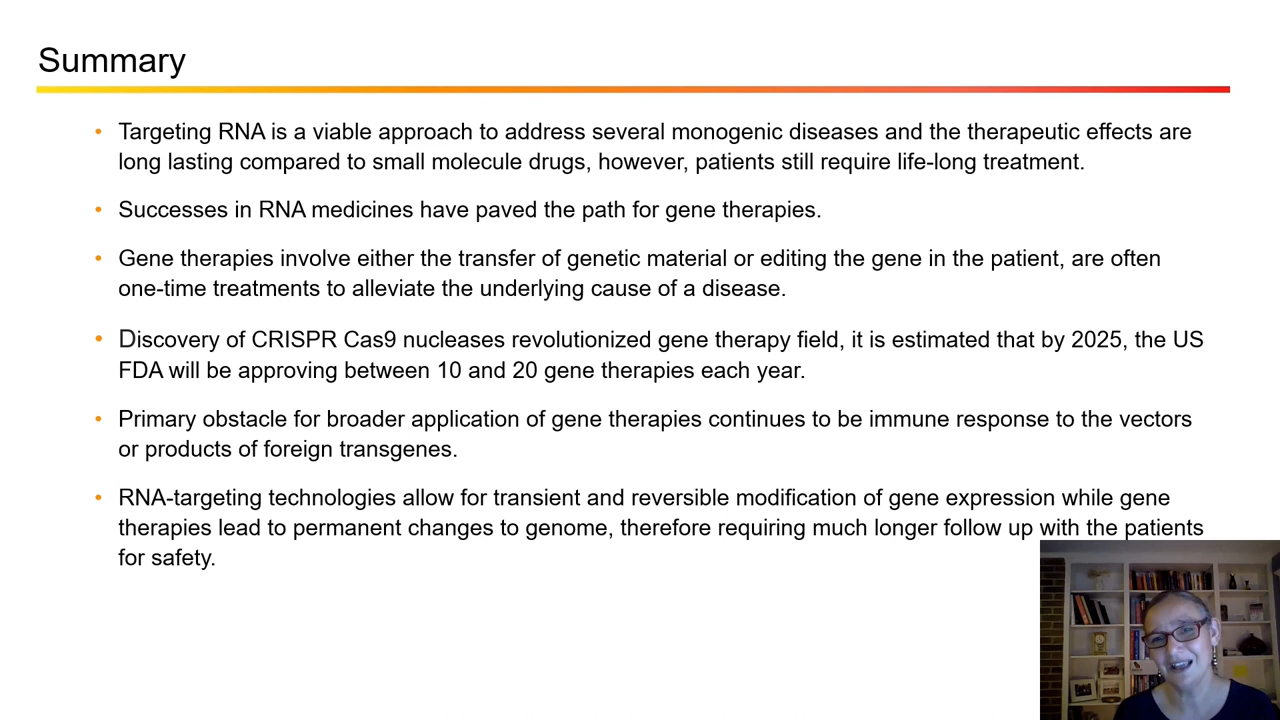 Summary
• Targeting RNA is a viable approach to address several monogenic diseases and the therapeutic effects are
long lasting compared to small molecule drugs, however, patients still require life-long treatment.
• Successes in RNA medicines have paved the path for gene therapies.
• Gene therapies involve either the transfer of genetic material or editing the gene in the patient, are often
one-time treatments to alleviate the underlying cause of a disease.
• Discovery of CRISPR Cas9 nucleases revolutionized gene therapy field, it is estimated that by 2025, the US
FDA will be approving between 10 and 20 gene therapies each year.
• Primary obstacle for broader application of gene therapies continues to be immune response to the vectors
or products of foreign transgenes.
• RNA-targeting technologies allow for transient and reversible modification of gene expression while gene
therapies lead to permanent changes to genome, therefore requiring much longer follow up with the patients
for safety.